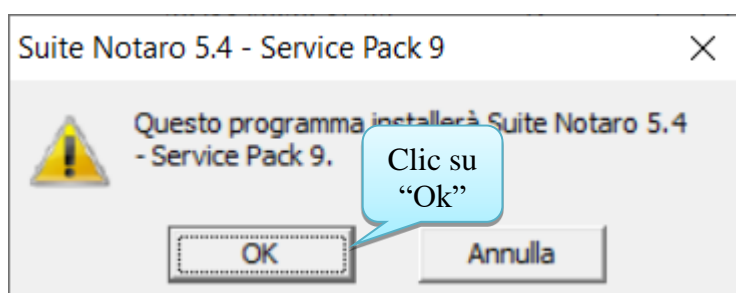 Suite Notaro 5.4 - Service Pack 9
Questo programma installerà Suite Notaro 5.4
- Service Pack 9.
Clic su
“Ok”
OK
Annulla